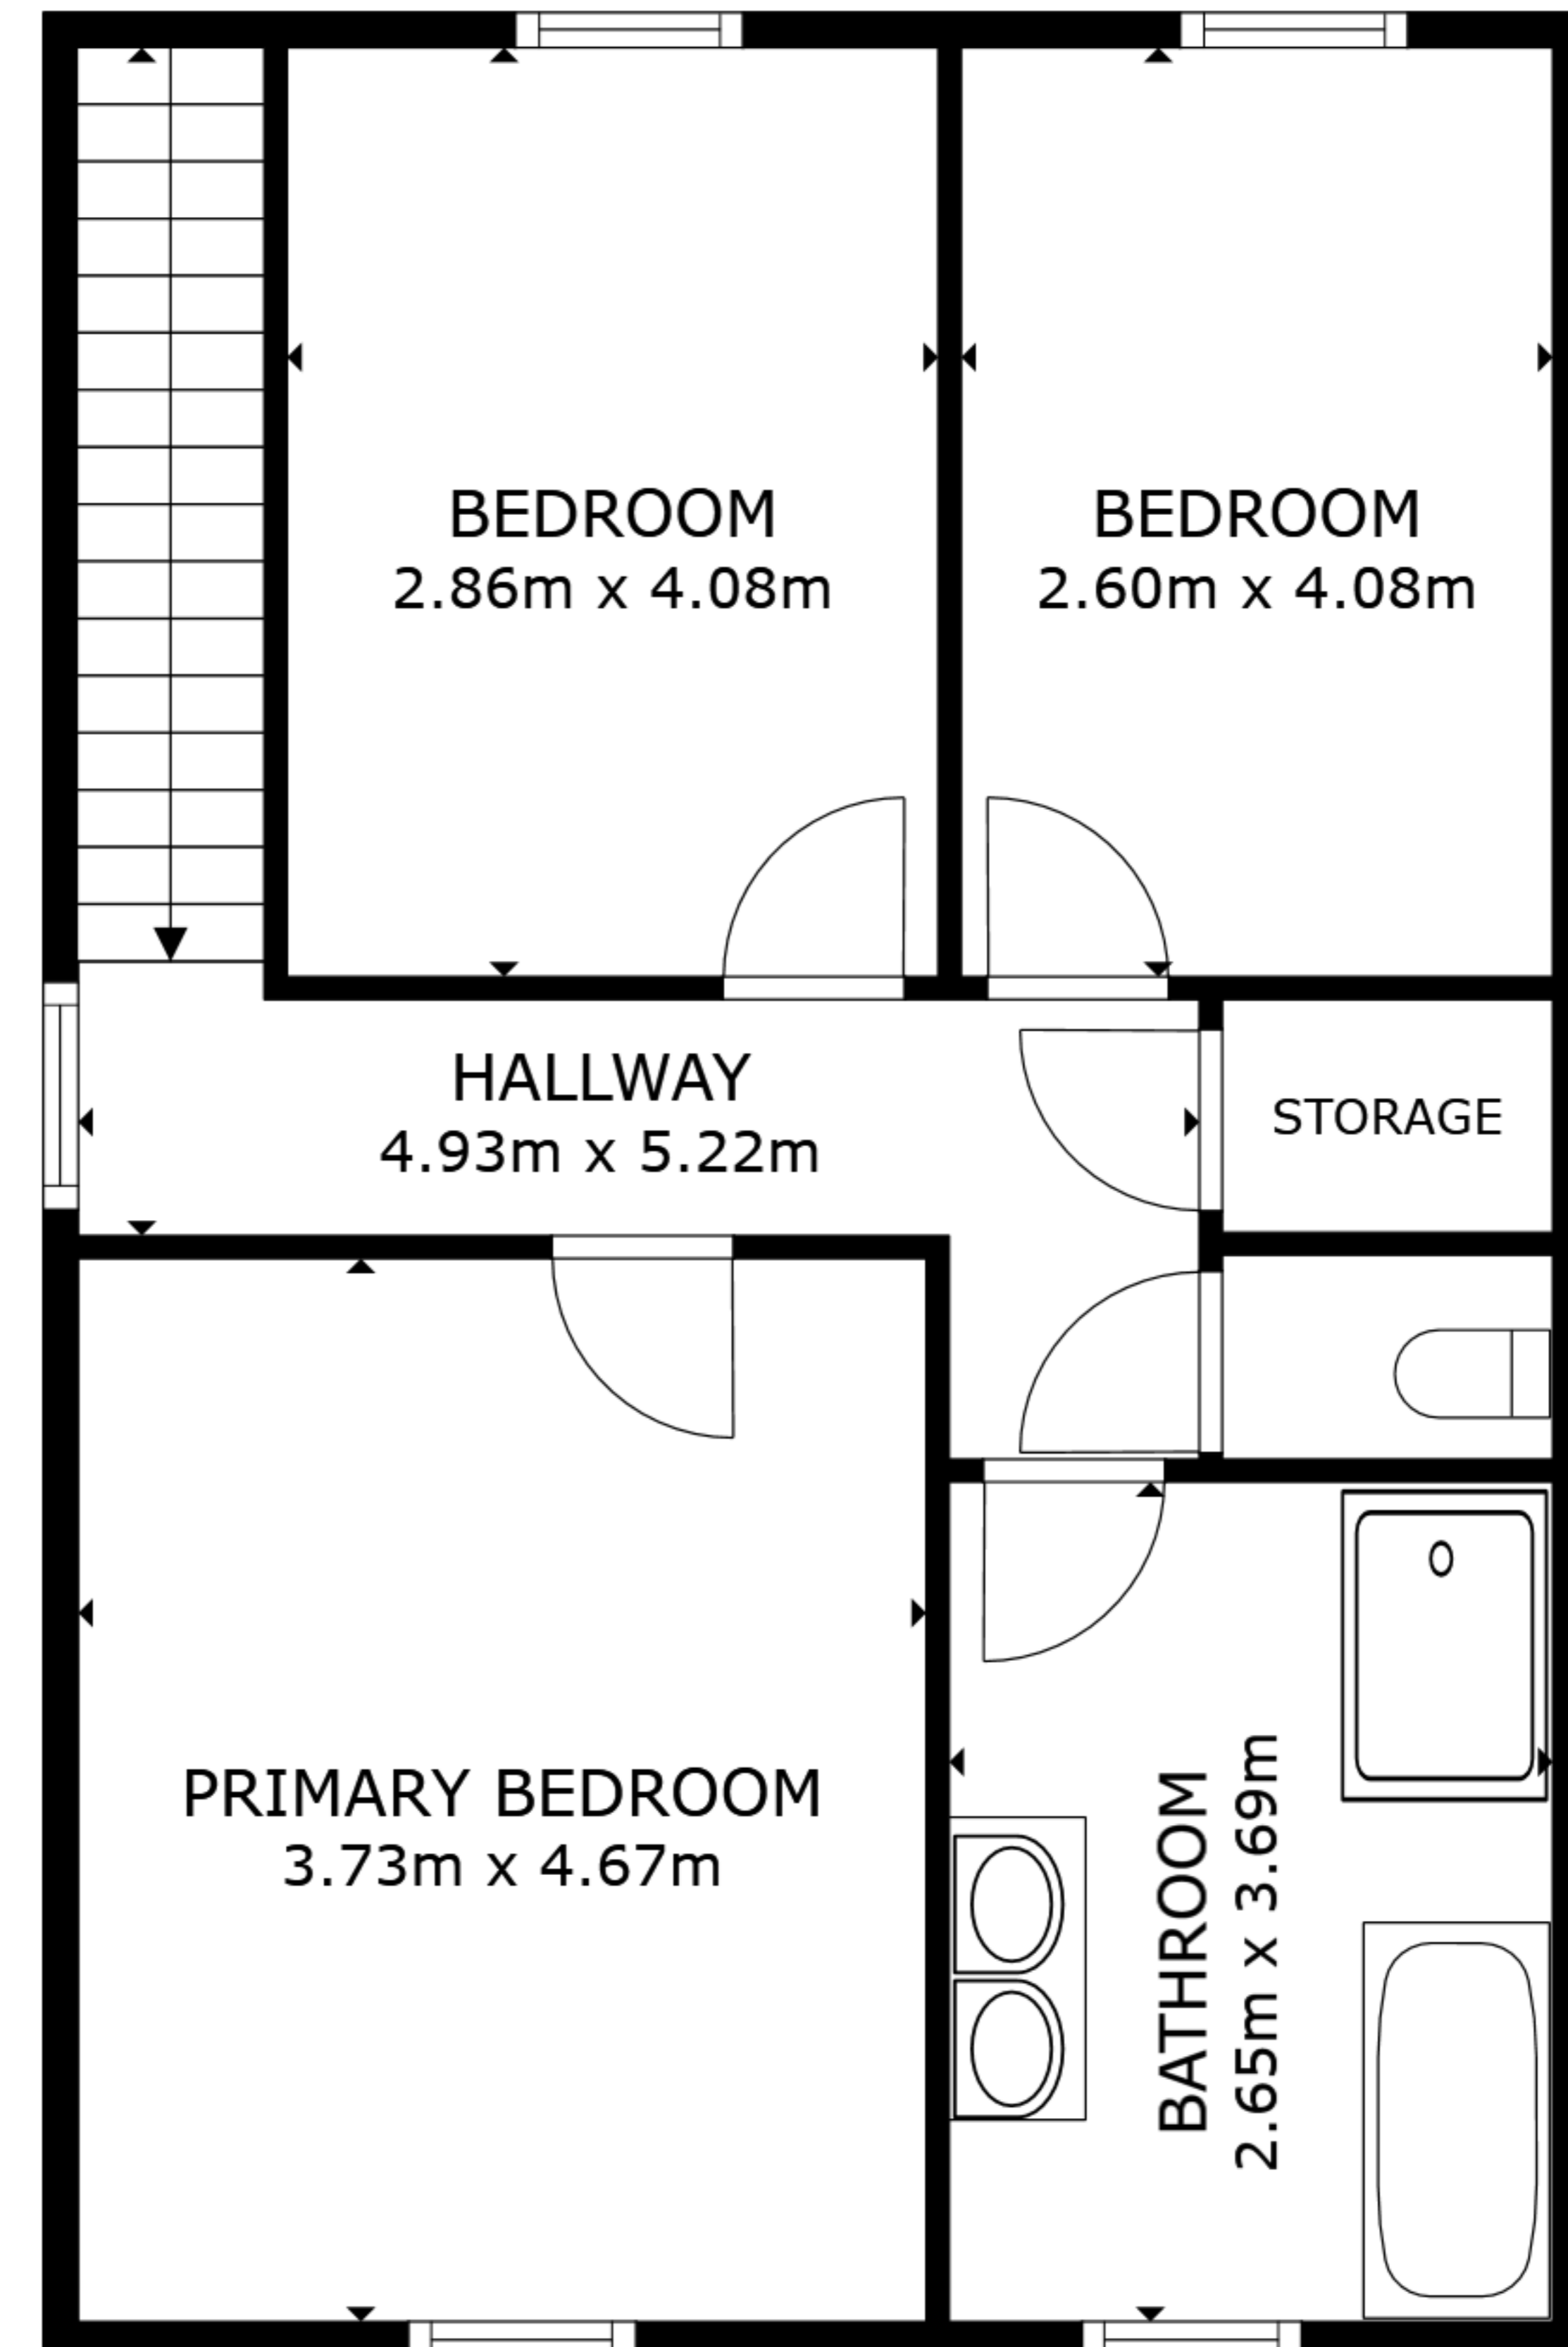 BEDROOM
2.86m x 4.08m
BEDROOM
2.60m x 4.08m
HALLWAY
4.93m x 5.22m
STORAGE
PRIMARY BEDROOM
3.73m x 4.67m
BATHROOM
2.65m x 3.69m